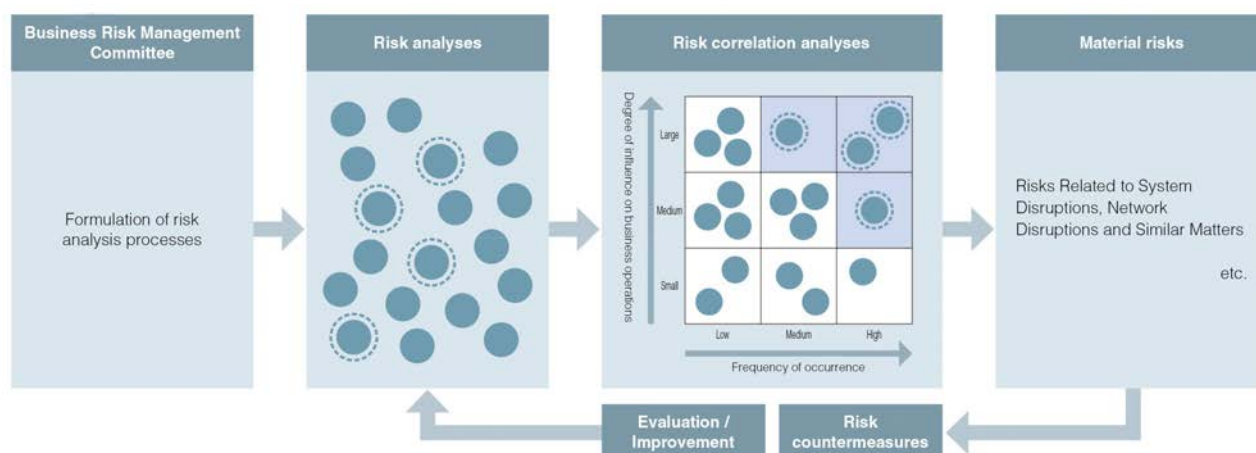 Business Risk Management
Committee
Formulation of risk
analysis processes
Risk analyses
Risk correlation analyses
Degree of influence on business operations
Large
Medium
Small
Low
Medium
High
Frequency of occurrence
Material risks
Risks Related to System
Disruptions, Network
Disruptions and Similar Matters
etc.
Evaluation /
Improvement
Risk
countermeasures